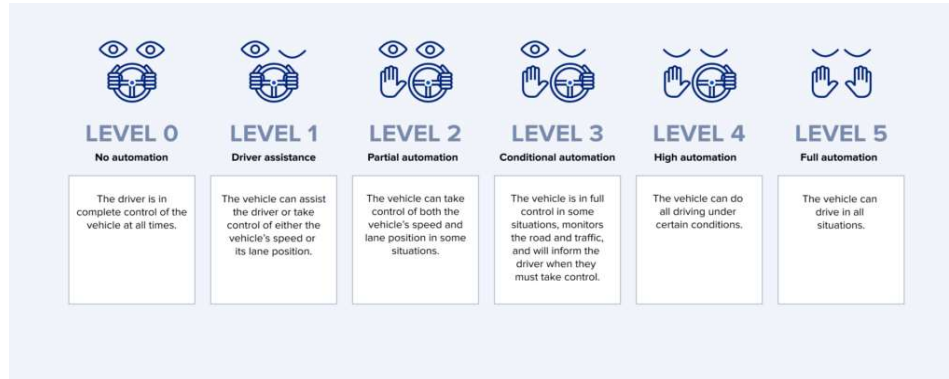 LEVEL 0
No automation
The driver is in
complete control of the
vehicle at all times.
LEVEL 1
Driver assistance
The vehicle can assist
the driver or take
control of either the
vehicle's speed or
its lane position.
LEVEL 2
Partial automation
The vehicle can take
control of both the
vehicle's speed and
lane position in some
situations.
LEVEL 3
Conditional automation
The vehicle is in full
control in some
situations, monitors
the road and traffic,
and will inform the
driver when they
must take control.
LEVEL 4
High automation
The vehicle can do
all driving under
certain conditions.
LEVEL 5
Full automation
The vehicle can
drive in all
situations.